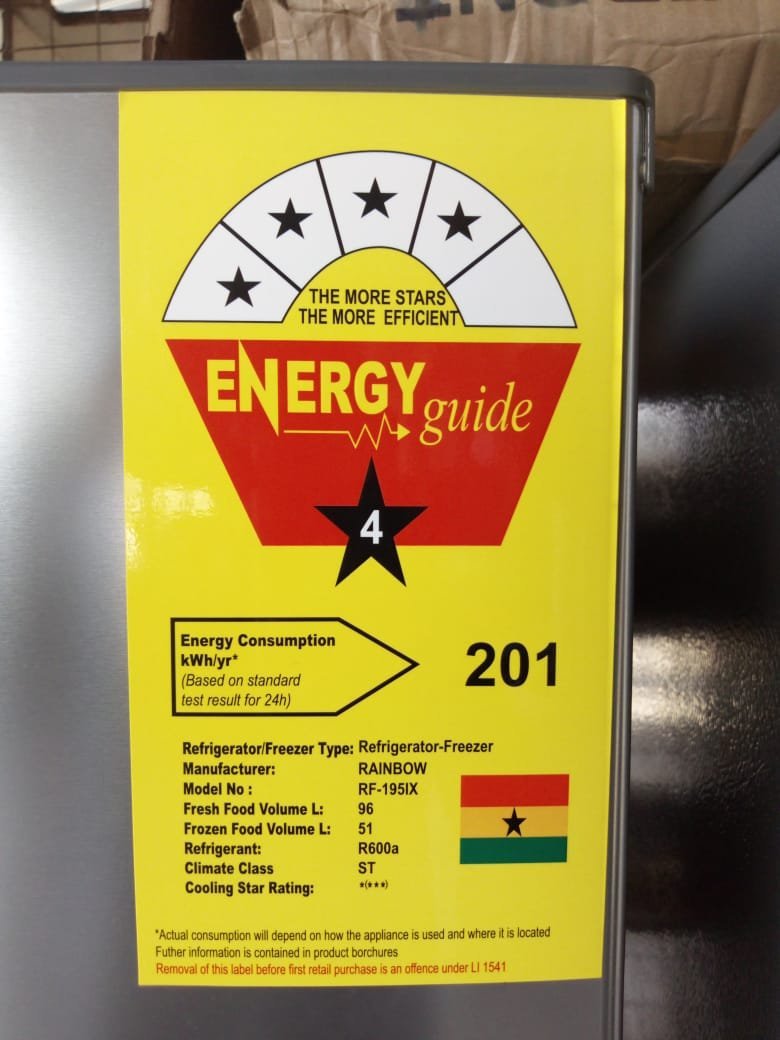 THE MORE STARS
THE MORE EFFICIENT
ENERGY guide
4
Energy Consumption
kWh/yr*
(Based on standard
test result for 24h)
201
Refrigerator/Freezer Type: Refrigerator-Freezer
Manufacturer: RAINBOW
Model No : RF-195IX
Fresh Food Volume L: 96
Frozen Food Volume L: 51
Refrigerant: R600a
Climate Class ST
Cooling Star Rating: *(***)
*Actual consumption will depend on how the appliance is used and where it is located
Futher information is contained in product borchures
Removal of this label before first retail purchase is an offence under LI 1541